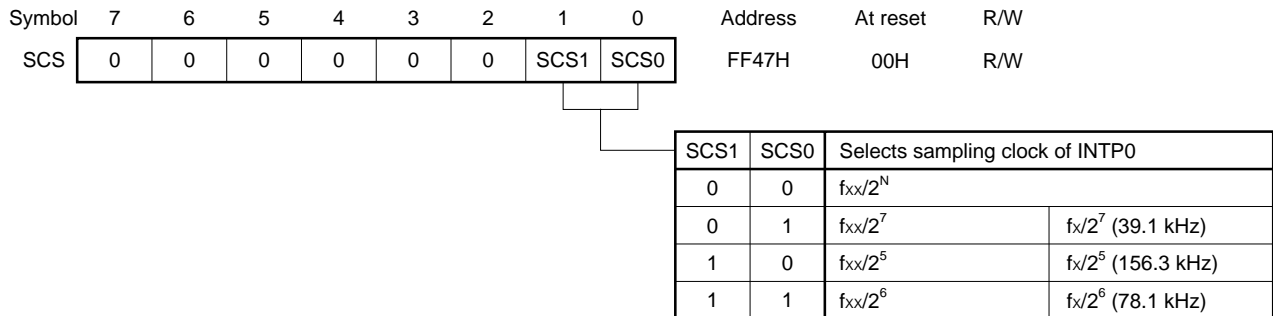 Symbol 7 6 5 4 3 2 1 0 Address At reset R/W
SCS 0 0 0 0 0 0 SCS1 SCS0 FF47H 00H R/W
SCS1 SCS0 Selects sampling clock of INTP0
0 0 fxx/2^N
0 1 fxx/2^7 fx/2^7 (39.1 kHz)
1 0 fxx/2^5 fx/2^5 (156.3 kHz)
1 1 fxx/2^6 fx/2^6 (78.1 kHz)